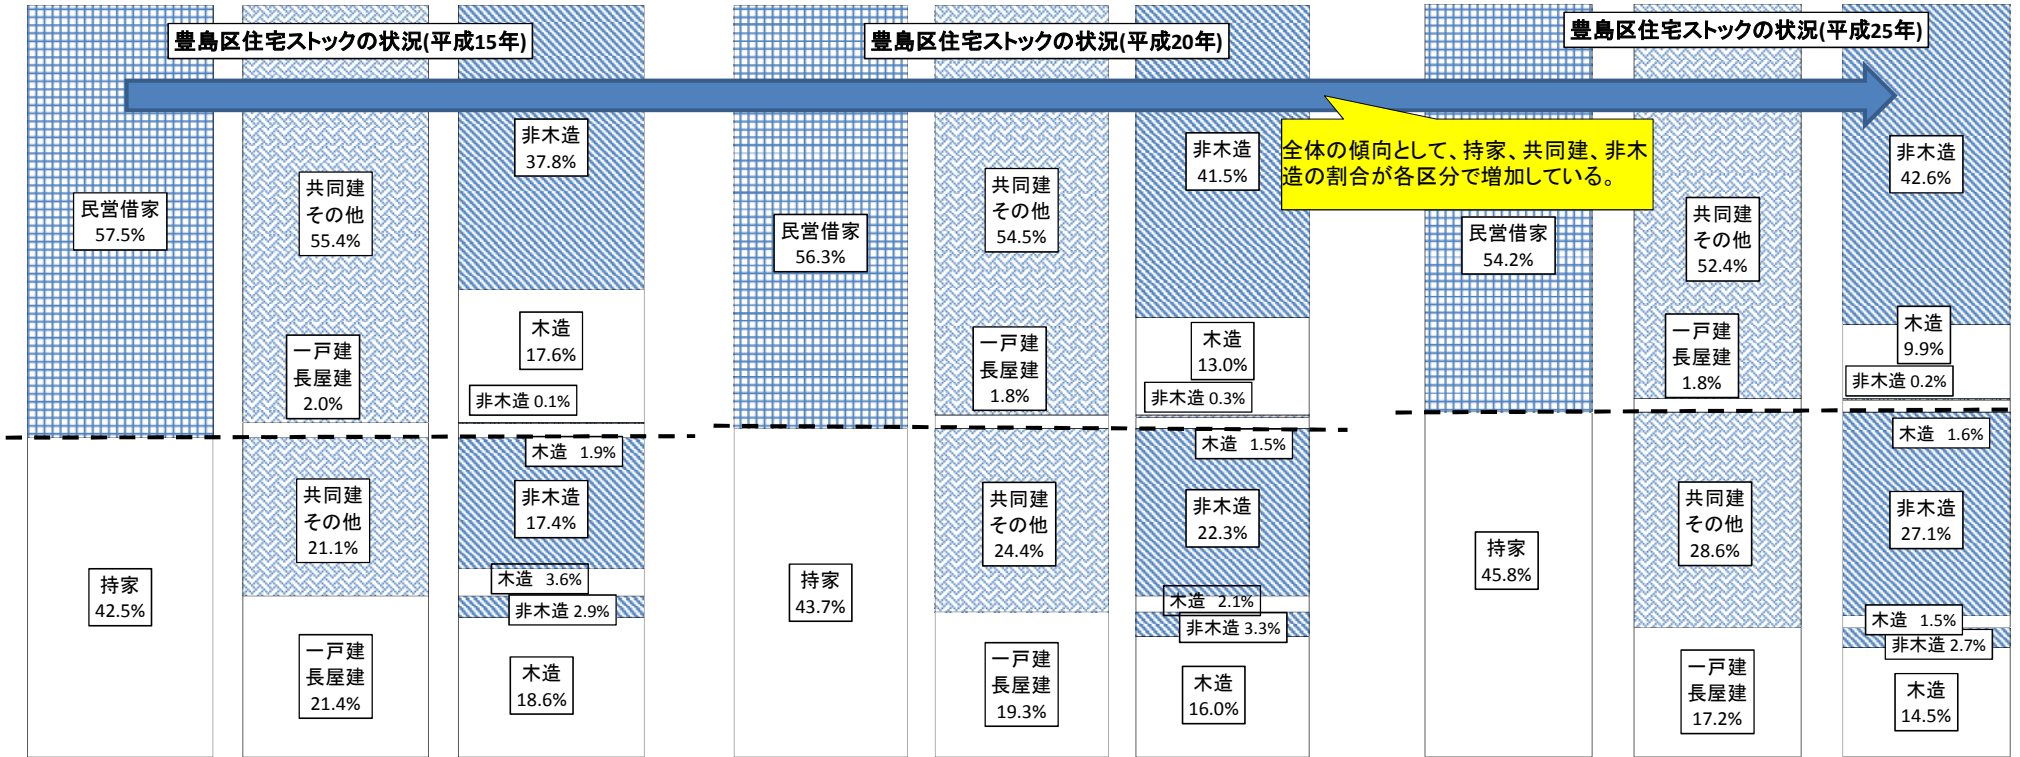 豊島区住宅ストックの状況(平成15年)
民営借家
57.5%
持家
42.5%
共同建
その他
55.4%
一戸建
長屋建
2.0%
共同建
その他
21.1%
一戸建
長屋建
21.4%
非木造
37.8%
木造
17.6%
非木造 0.1%
木造 1.9%
非木造
17.4%
木造 3.6%
非木造 2.9%
木造
18.6%
豊島区住宅ストックの状況(平成20年)
民営借家
56.3%
持家
43.7%
共同建
その他
54.5%
一戸建
長屋建
1.8%
共同建
その他
24.4%
一戸建
長屋建
19.3%
非木造
41.5%
木造
13.0%
非木造 0.3%
木造 1.5%
非木造
22.3%
木造 2.1%
非木造 3.3%
木造
16.0%
全体の傾向として、持家、共同建、非木
造の割合が各区分で増加している。
豊島区住宅ストックの状況(平成25年)
民営借家
54.2%
持家
45.8%
共同建
その他
52.4%
一戸建
長屋建
1.8%
共同建
その他
28.6%
一戸建
長屋建
17.2%
非木造
42.6%
木造
9.9%
非木造 0.2%
木造 1.6%
非木造
27.1%
木造 1.5%
非木造 2.7%
木造
14.5%